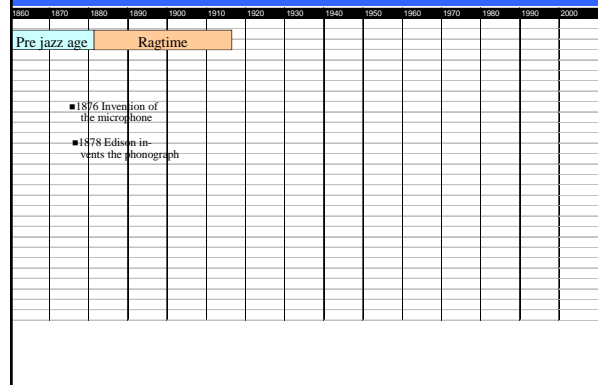 1860 1870 1880 1890 1900 1910 1920 1930 1940 1950 1960 1970 1980 1990 2000
Pre jazz age Ragtime
■1876 Invention of
the microphone
■1878 Edison in-
vents the phonograph